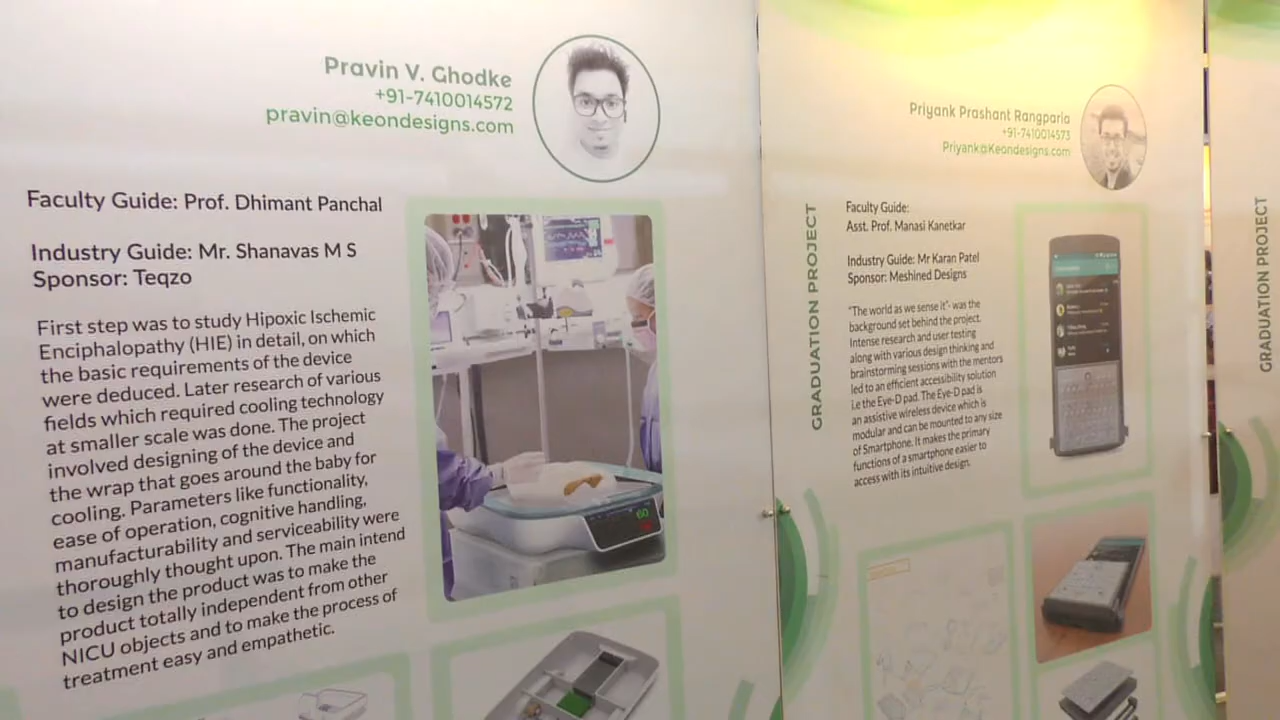 Pravin V. Ghodke
+91-7410014572
pravin@keondesigns.com
Faculty Guide: Prof. Dhimant Panchal
Industry Guide: Mr. Shanavas M S
Sponsor: Teqzo
First step was to study Hipoxic Ischemic
Enciphalopathy (HIE) in detail, on which
the basic requirements of the device
were deduced. Later research of various
fields which required cooling technology
at smaller scale was done. The project
involved designing of the device and
the wrap that goes around the baby for
cooling. Parameters like functionality,
ease of operation, cognitive handling,
manufacturability and serviceability were
thoroughly thought upon. The main intend
to design the product was to make the
product totally independent from other
NICU objects and to make the process of
treatment easy and empathetic.
60
GRADUATION PROJECT
Priyank Prashant Rangparia
+91-7410014573
Priyank@Keondesigns.com
Faculty Guide:
Asst. Prof. Manasi Kanetkar
Industry Guide: Mr Karan Patel
Sponsor: Meshined Designs
"The world as we sense it"- was the
background set behind the project.
Intense research and user testing
along with various design thinking and
brainstorming sessions with the mentors
led to an efficient accessibility solution
i.e the Eye-D pad. The Eye-D pad is
an assistive wireless device which is
modular and can be mounted to any size
of Smartphone. It makes the primary
functions of a smartphone easier to
access with its intuitive design.
GRADUATION PROJECT